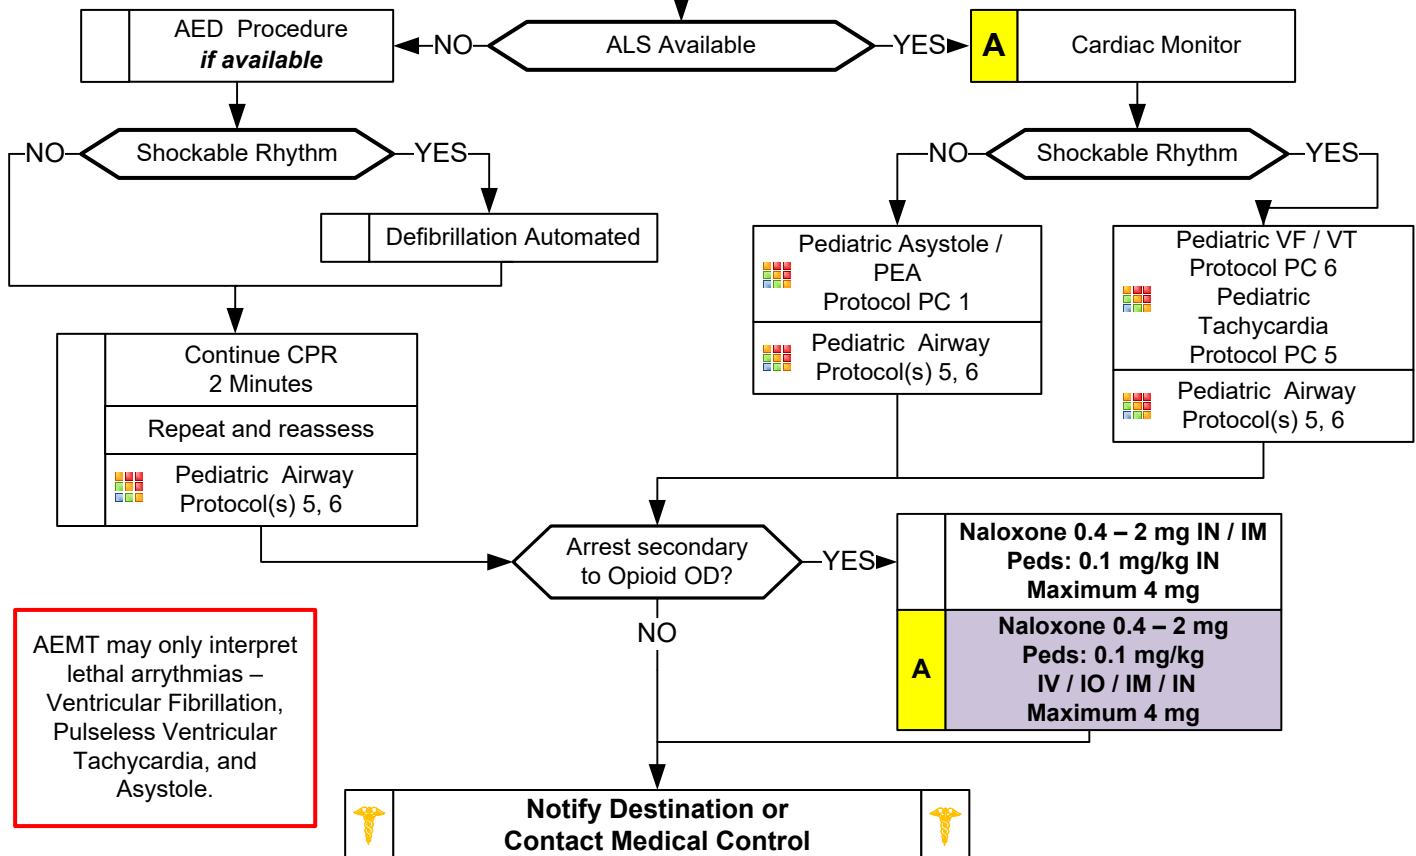 AED Procedure
if available
NO
ALS Available
YES
A
Cardiac Monitor
NO
Shockable Rhythm
YES
NO
Shockable Rhythm
YES
Defibrillation Automated
Pediatric Asystole /
PEA
Protocol PC 1
Pediatric Airway
Protocol(s) 5, 6
Pediatric VF / VT
Protocol PC 6
Pediatric
Tachycardia
Protocol PC 5
Pediatric Airway
Protocol(s) 5, 6
Continue CPR
2 Minutes
Repeat and reassess
Pediatric Airway
Protocol(s) 5, 6
Arrest secondary
to Opioid OD?
YES
NO
Naloxone 0.4 – 2 mg IN / IM
Peds: 0.1 mg/kg IN
Maximum 4 mg
A
Naloxone 0.4 – 2 mg
Peds: 0.1 mg/kg
IV / IO / IM / IN
Maximum 4 mg
AEMT may only interpret
lethal arrythmias –
Ventricular Fibrillation,
Pulseless Ventricular
Tachycardia, and
Asystole.
Notify Destination or
Contact Medical Control